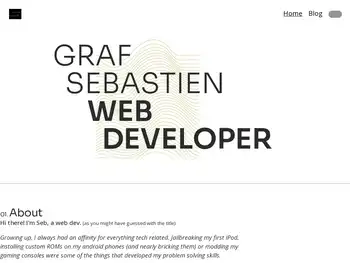 Home Blog
GRAF
SEBASTIEN
WEB
DEVELOPER
01. About
Hi there! I'm Seb, a web dev. (as you might have guessed with the title)
Growing up, I always had an affinity for everything tech related. Jailbreaking my first iPod,
installing custom ROMs on my android phones (and nearly bricking them) or modding my
gaming consoles were some of the things that developed my problem solving skills.